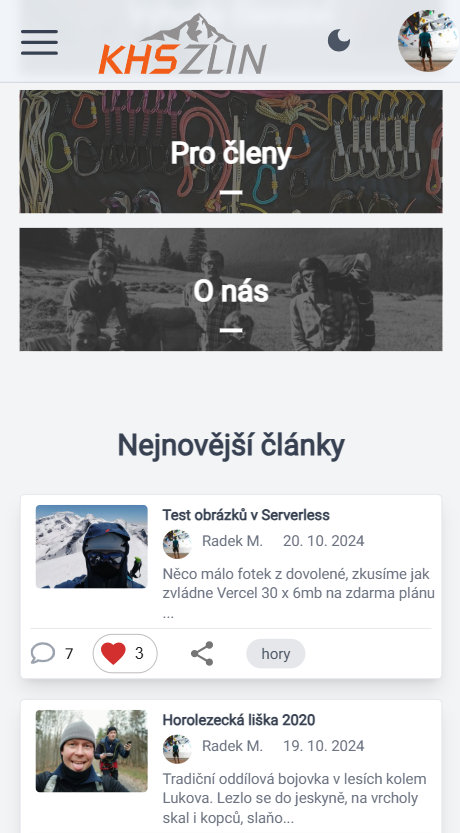 KHSZLIN
Pro členy
O nás
Nejnovější články
Test obrázků v Serverless
Radek M. 20. 10. 2024
Něco málo fotek z dovolené, zkusíme jak
zvládne Vercel 30 x 6mb na zdarma plánu
...
7 3 hory
Horolezecká liška 2020
Radek M. 19. 10. 2024
Tradiční oddílová bojovka v lesích kolem
Lukova. Lezlo se do jeskyně, na vrcholy
skal i kopců, slaňo...